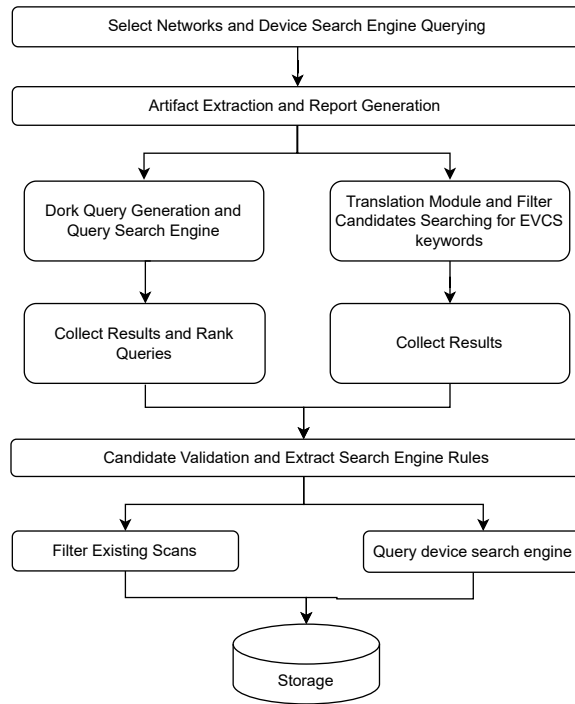 Select Networks and Device Search Engine Querying
Artifact Extraction and Report Generation
Dork Query Generation and
Query Search Engine
Translation Module and Filter
Candidates Searching for EVCS
keywords
Collect Results and Rank
Queries
Collect Results
Candidate Validation and Extract Search Engine Rules
Filter Existing Scans
Query device search engine
Storage